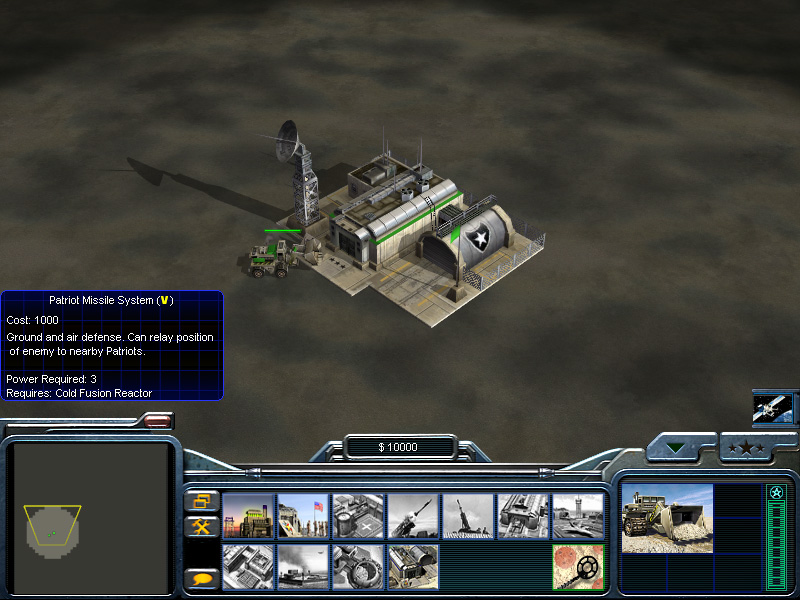 Patriot Missile System (V)
Cost: 1000
Ground and air defense. Can relay position
of enemy to nearby Patriots.
Power Required: 3
Requires: Cold Fusion Reactor
$ 10000